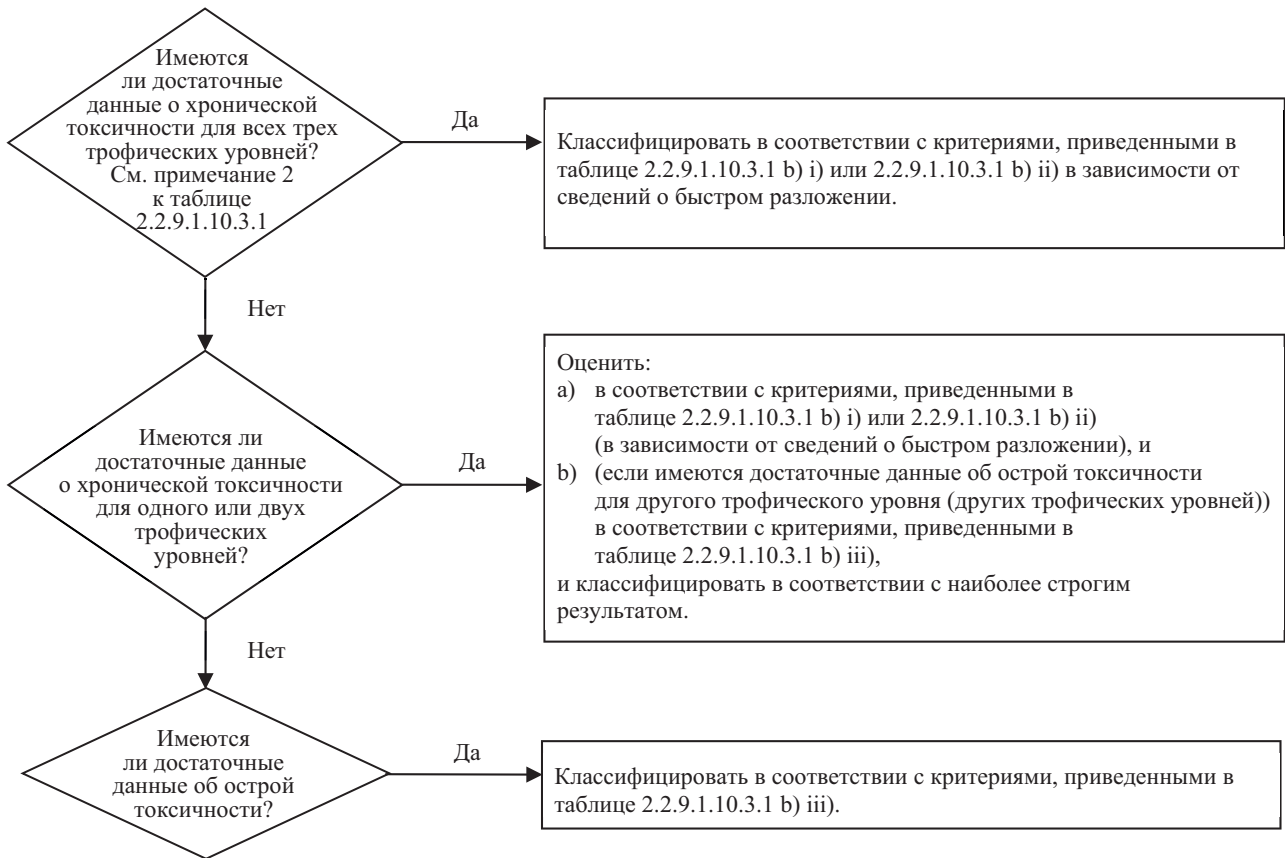 Имеются
ли достаточные
данные о хронической
токсичности для всех трех
трофических уровней?
См. примечание 2
к таблице
2.2.9.1.10.3.1
Да
Классифицировать в соответствии с критериями, приведенными в
таблице 2.2.9.1.10.3.1 b) i) или 2.2.9.1.10.3.1 b) ii) в зависимости от
сведений о быстром разложении.
Нет
Имеются ли
достаточные данные
о хронической токсичности
для одного или двух
трофических
уровней?
Да
Оценить:
a) в соответствии с критериями, приведенными в
таблице 2.2.9.1.10.3.1 b) i) или 2.2.9.1.10.3.1 b) ii)
(в зависимости от сведений о быстром разложении), и
b) (если имеются достаточные данные об острой токсичности
для другого трофического уровня (других трофических уровней))
в соответствии с критериями, приведенными в
таблице 2.2.9.1.10.3.1 b) iii),
и классифицировать в соответствии с наиболее строгим
результатом.
Нет
Имеются
ли достаточные
данные об острой
токсичности?
Да
Классифицировать в соответствии с критериями, приведенными в
таблице 2.2.9.1.10.3.1 b) iii).